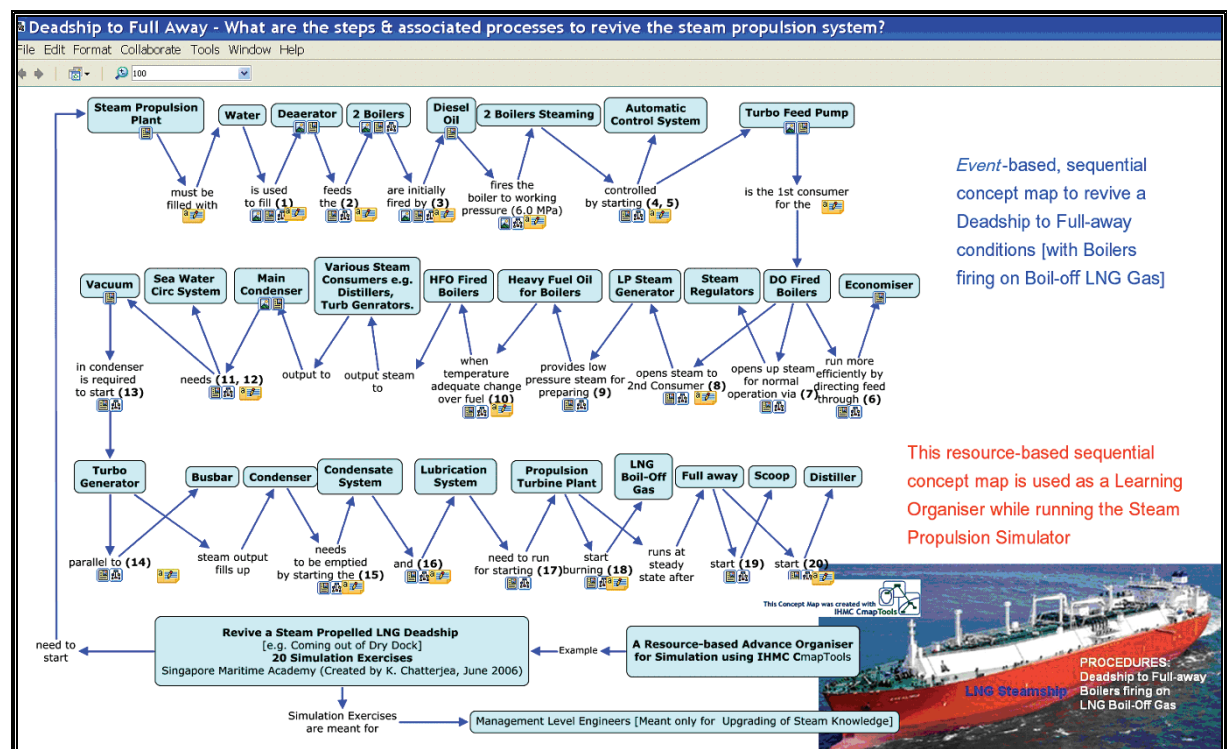 Deadship to Full Away - What are the steps & associated processes to revive the steam propulsion system?
File Edit Format Collaborate Tools Window Help
100
Steam Propulsion
Plant
Water
Deaerator
2 Boilers
Diesel
Oil
2 Boilers Steaming
Automatic
Control System
Turbo Feed Pump
must be
filled with
is used
to fill (1)
feeds
the (2)
are initially
fired by (3)
fires the
boiler to working
pressure (6.0 MPa)
controlled
by starting (4, 5)
is the 1st consumer
for the
Event-based, sequential
concept map to revive a
Deadship to Full-away
conditions [with Boilers
firing on Boil-off LNG Gas]
Vacuum
Sea Water
Circ System
Main
Condenser
Various Steam
Consumers e.g.
Distillers,
Turb Genrators.
HFO Fired
Boilers
Heavy Fuel Oil
for Boilers
LP Steam
Generator
Steam
Regulators
DO Fired
Boilers
Economiser
in condenser
is required
to start (13)
needs (11, 12)
output to
output steam
to
when
temperature
adequate change
over fuel (10)
provides low
pressure steam for
preparing (9)
opens steam to
2nd Consumer (8)
opens up steam
for normal
operation via (7)
run more
efficiently by
directing feed
through (6)
Turbo
Generator
Busbar
Condenser
Condensate
System
Lubrication
System
Propulsion
Turbine Plant
LNG
Boil-Off
Gas
Full away
Scoop
Distiller
This resource-based sequential
concept map is used as a Learning
Organiser while running the Steam
Propulsion Simulator
parallel to (14)
steam output
fills up
needs
to be emptied
by starting the (15)
and (16)
need to run
for starting (17)
start
burning (18)
runs at
steady
state after
start (19)
start (20)
This Concept Map was created with
IHMC CmapTools
need to
start
Revive a Steam Propelled LNG Deadship
[e.g. Coming out of Dry Dock]
20 Simulation Exercises
Singapore Maritime Academy (Created by K. Chatterjea, June 2006)
Example
A Resource-based Advance Organiser
for Simulation using IHMC CmapTools
LNG Steamship
PROCEDURES:
Deadship to Full-away
Boilers firing on
LNG Boil-Off Gas
Simulation Exercises
are meant for
Management Level Engineers [Meant only for Upgrading of Steam Knowledge]